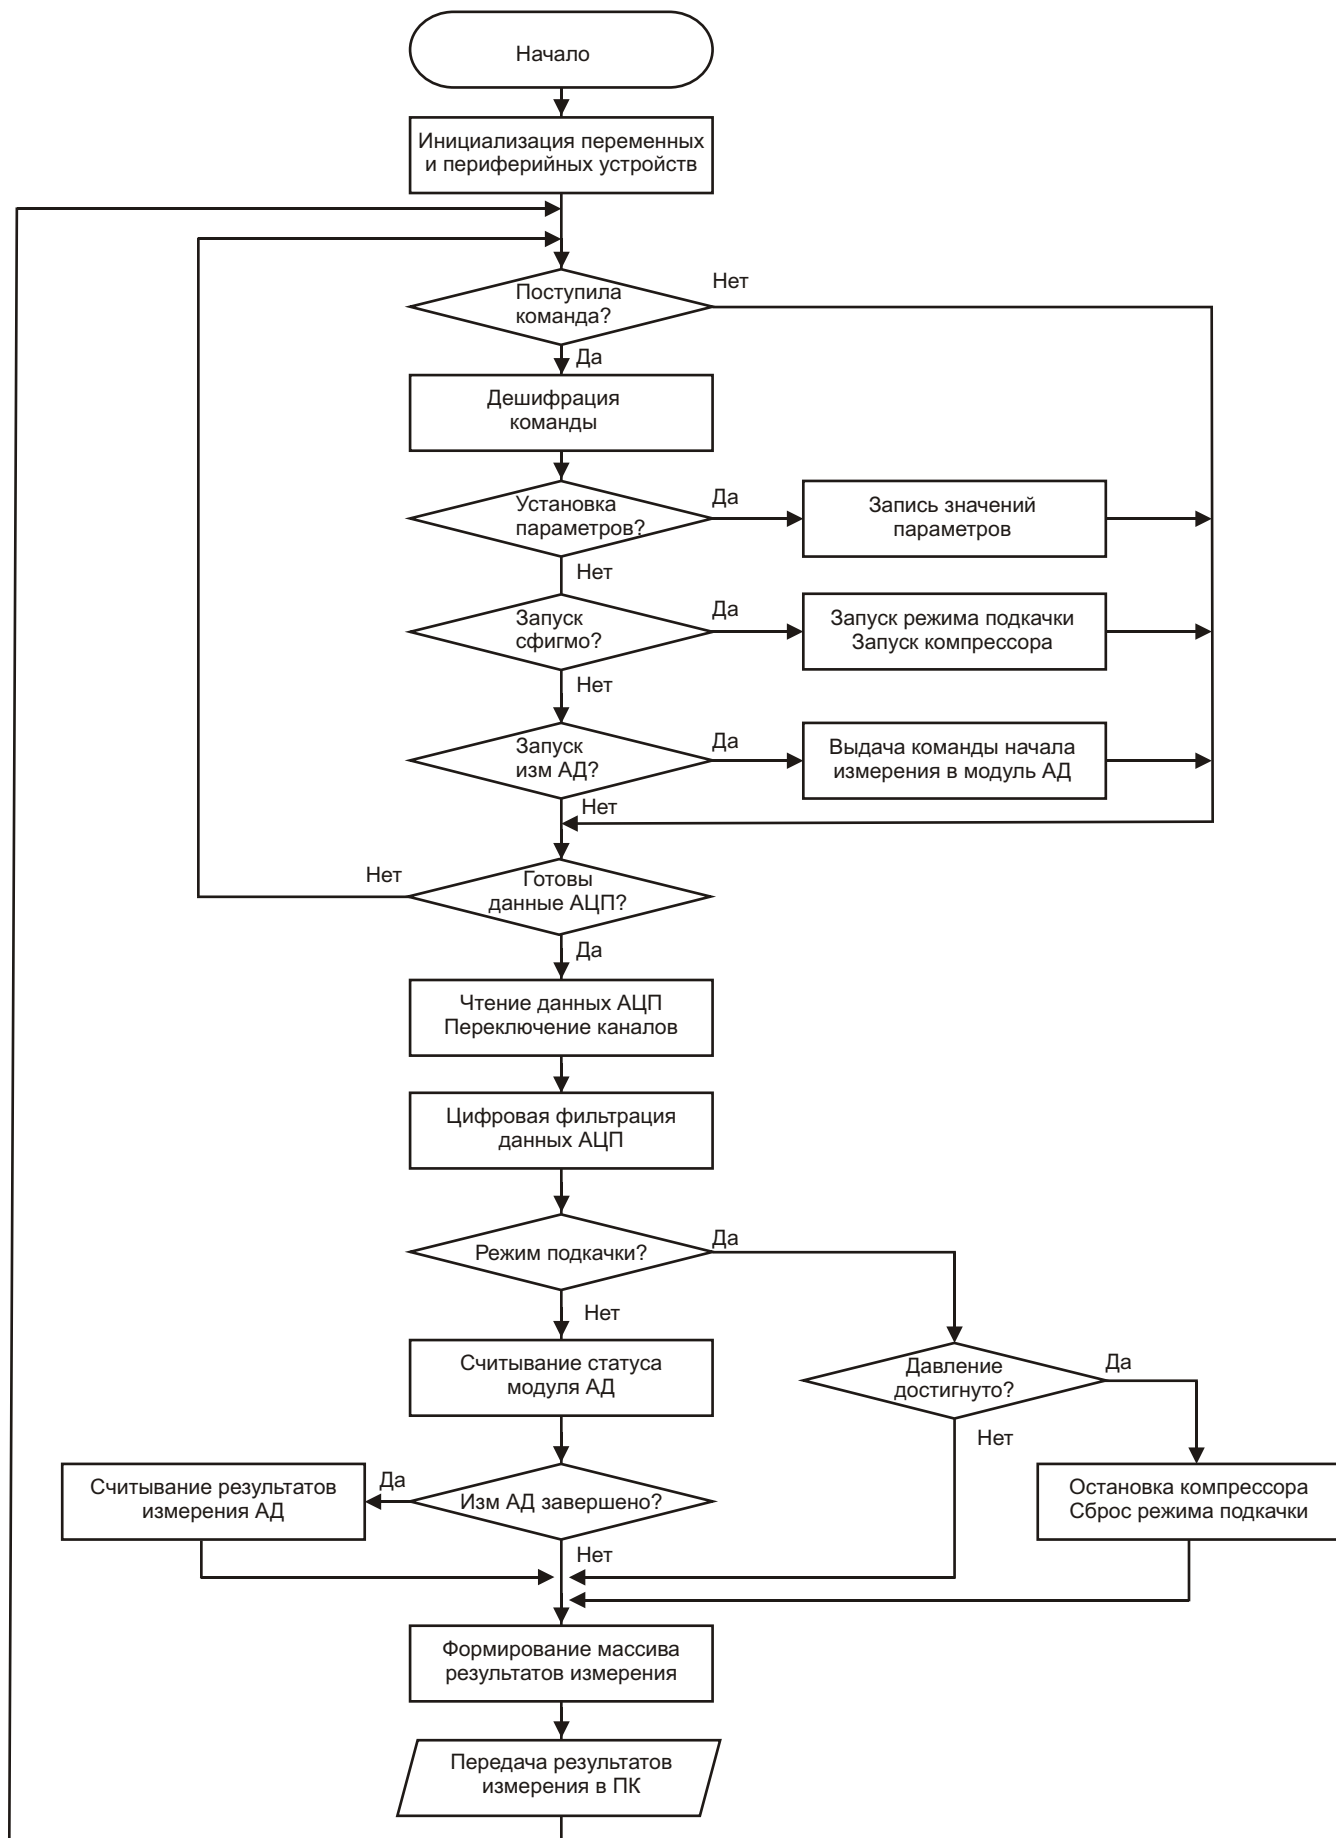 Начало
Инициализация переменных
и периферийных устройств
Поступила
команда?
Нет
Да
Дешифрация
команды
Установка
параметров?
Да
Запись значений
параметров
Нет
Запуск
сфигмо?
Да
Запуск режима подкачки
Запуск компрессора
Нет
Запуск
изм АД?
Да
Выдача команды начала
измерения в модуль АД
Нет
Нет
Готовы
данные АЦП?
Да
Чтение данных АЦП
Переключение каналов
Цифровая фильтрация
данных АЦП
Режим подкачки?
Да
Нет
Считывание статуса
модуля АД
Давление
достигнуто?
Да
Нет
Считывание результатов
измерения АД
Да
Изм АД завершено?
Остановка компрессора
Сброс режима подкачки
Нет
Формирование массива
результатов измерения
Передача результатов
измерения в ПК